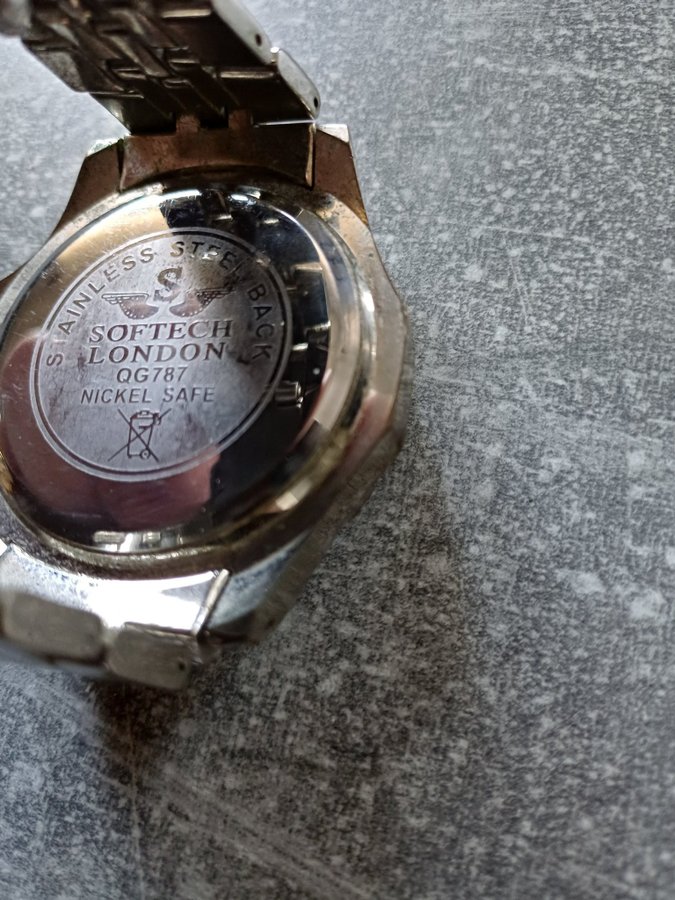 STAINLESS STEEL BACK
S
SOFTECH
LONDON
QG787
NICKEL SAFE